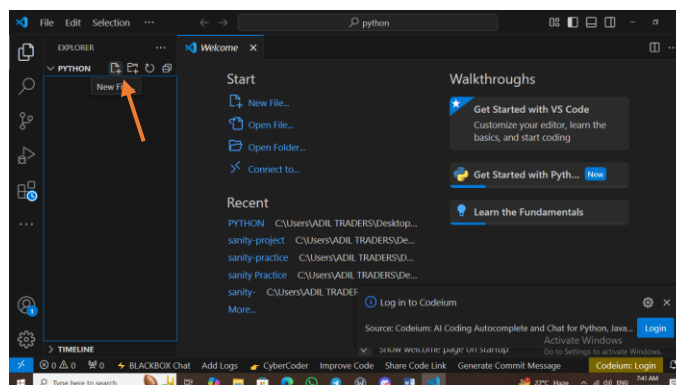 File Edit Selection ···
python
EXPLORER ···
Welcome
PYTHON
New Fi
Start
New File...
Open File...
Open Folder...
Connect to...
Recent
PYTHON C:\Users\ADIL TRADERS\Desktop...
sanity-project C:\Users\ADIL TRADERS\De...
sanity-practice C:\Users\ADIL TRADERS\D...
sanity Practice C:\Users\ADIL TRADERS\De...
sanity- C:\Users\ADIL TRADER
More...
Walkthroughs
Get Started with VS Code
Customize your editor, learn the
basics, and start coding
Get Started with Pyth... New
Learn the Fundamentals
Log in to Codeium
Source: Codeium: AI Coding Autocomplete and Chat for Python, Java...
Login
Show welcome page on startup
Activate Windows
Go to Settings to activate Windows.
TIMELINE
0 0 0 BLACKBOX Chat Add Logs CyberCoder Improve Code Share Code Link Generate Commit Message Codeium: Login
Type here to search
22°C Haze ENG 7:41 AM